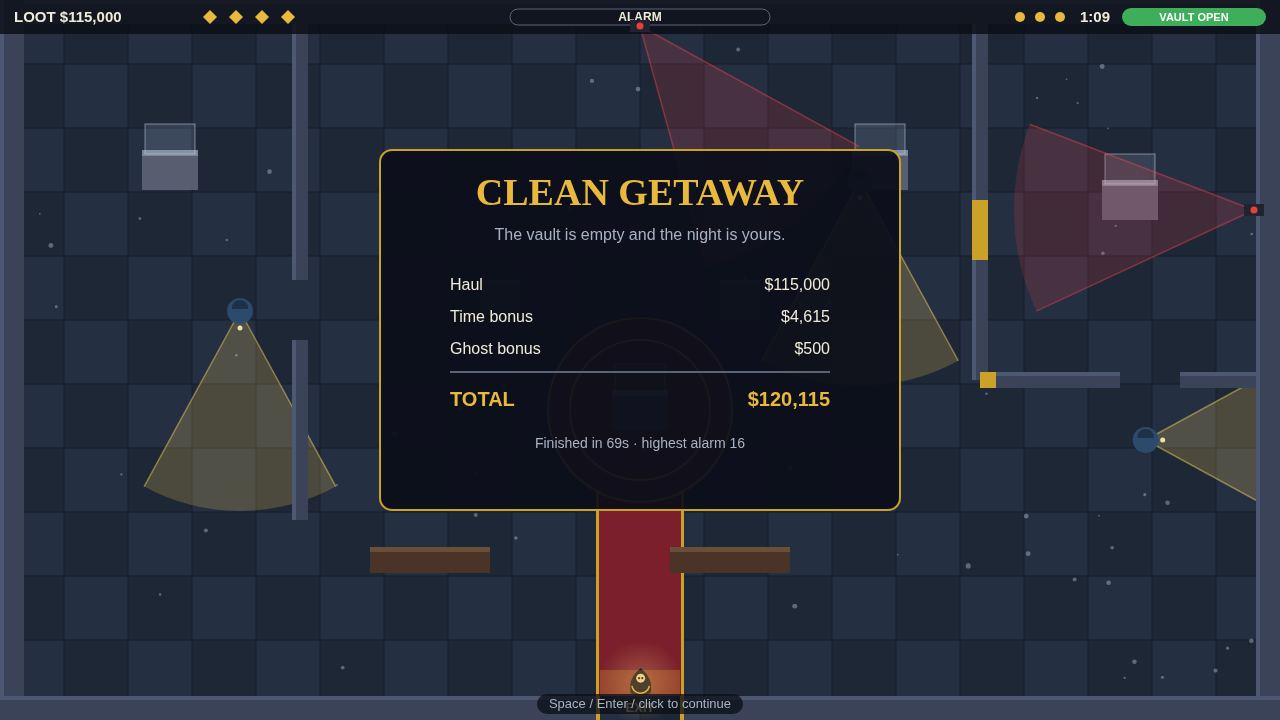 LOOT $115,000
ALARM
1:09
VAULT OPEN
CLEAN GETAWAY
The vault is empty and the night is yours.
Haul $115,000
Time bonus $4,615
Ghost bonus $500
TOTAL $120,115
Finished in 69s · highest alarm 16
Space / Enter / click to continue
EXIT